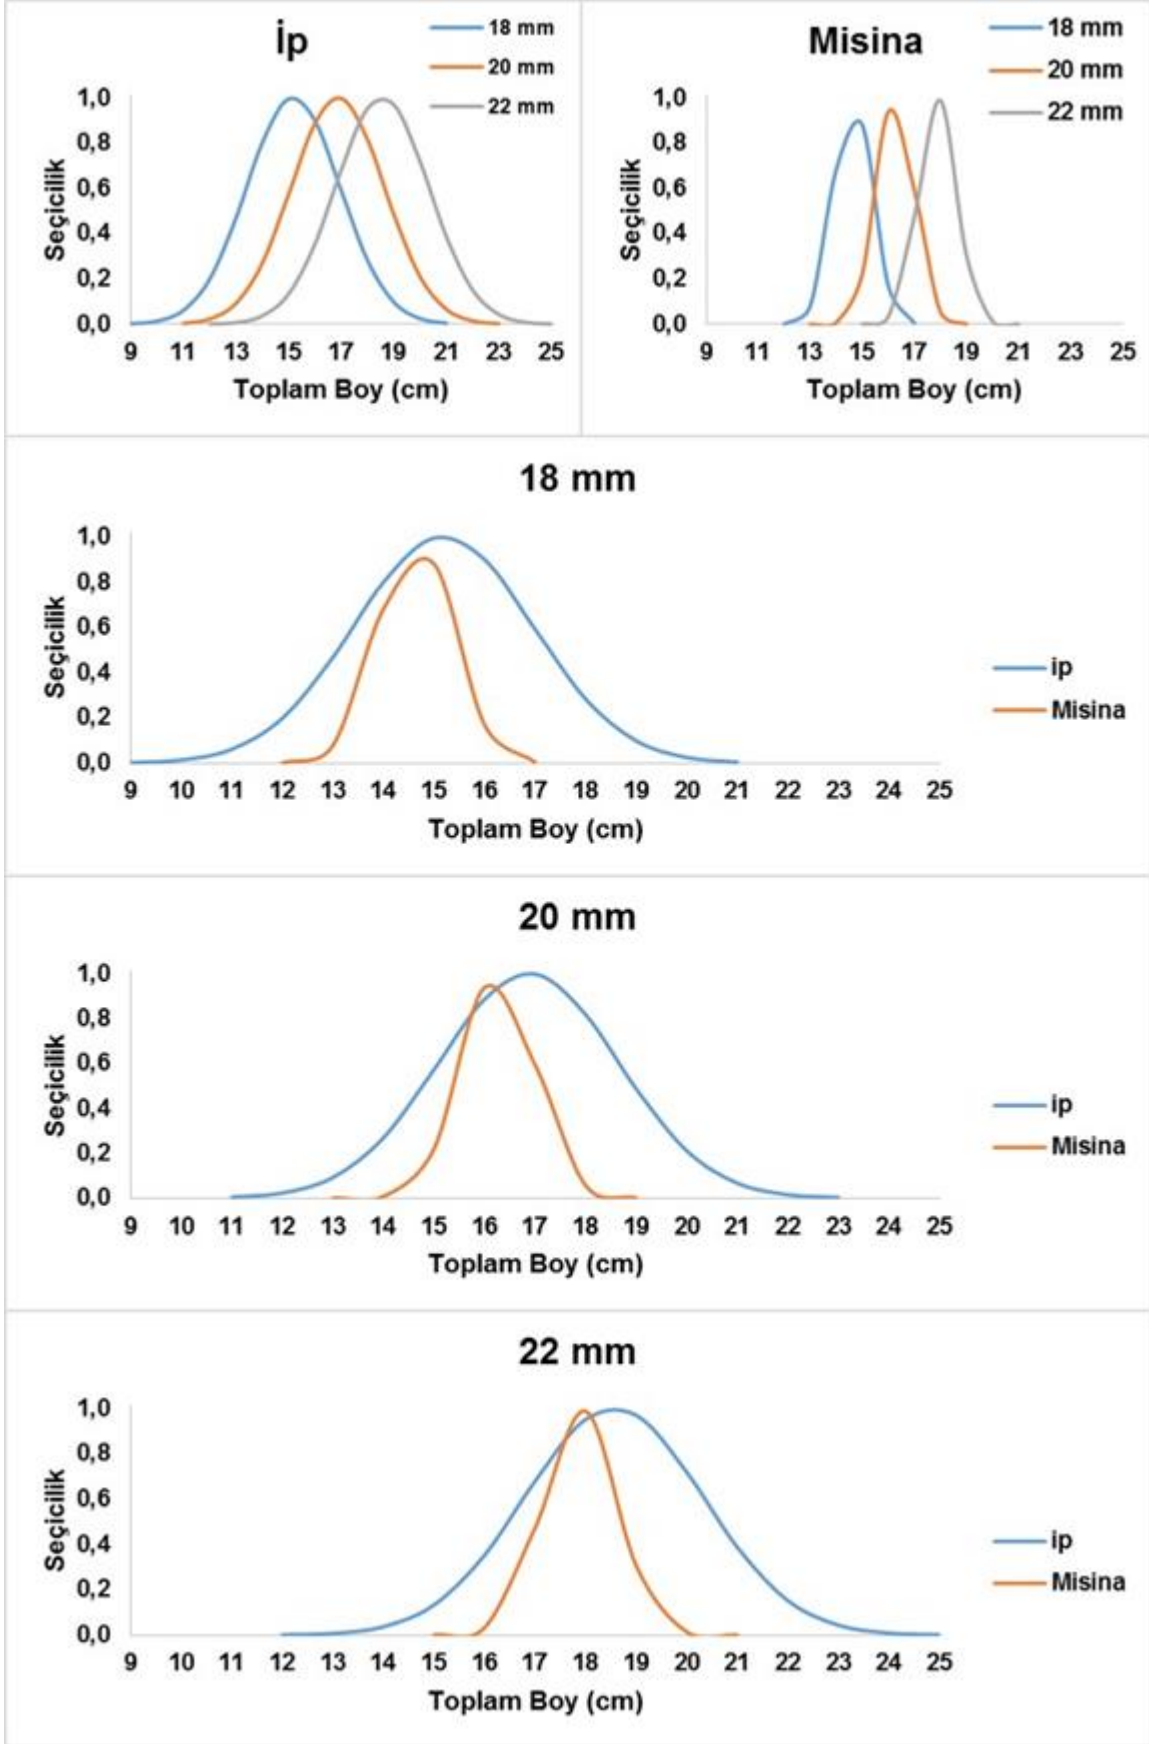 İp
18 mm
20 mm
22 mm
1,0
0,8
0,6
0,4
0,2
0,0
Seçicilik
9 11 13 15 17 19 21 23 25
Toplam Boy (cm)
Misina
18 mm
20 mm
22 mm
1,0
0,8
0,6
0,4
0,2
0,0
Seçicilik
9 11 13 15 17 19 21 23 25
Toplam Boy (cm)
18 mm
1,0
0,8
0,6
0,4
0,2
0,0
Seçicilik
9 10 11 12 13 14 15 16 17 18 19 20 21 22 23 24 25
Toplam Boy (cm)
ip
Misina
20 mm
1,0
0,8
0,6
0,4
0,2
0,0
Seçicilik
9 10 11 12 13 14 15 16 17 18 19 20 21 22 23 24 25
Toplam Boy (cm)
ip
Misina
22 mm
1,0
0,8
0,6
0,4
0,2
0,0
Seçicilik
9 10 11 12 13 14 15 16 17 18 19 20 21 22 23 24 25
Toplam Boy (cm)
ip
Misina